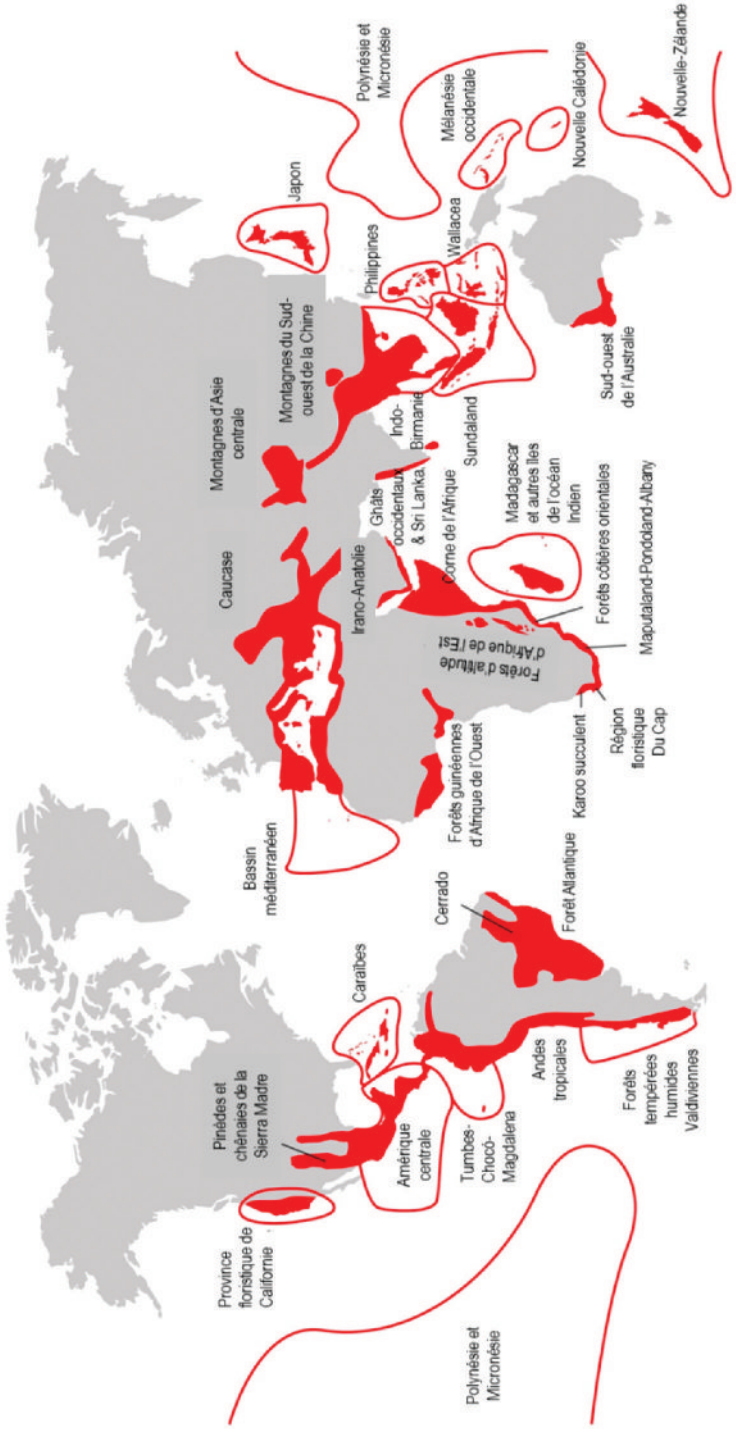 Province
floristique de
Californie
Pinèdes et
chênaies de la
Sierra Madre
Caraïbes
Amérique
centrale
Tumbes-
Chocó-
Magdalena
Andes
tropicales
Forêts
tempérées
humides
Valdiviennes
Cerrado
Forêt Atlantique
Polynésie et
Micronésie
Bassin
méditerranéen
Caucase
Irano-Anatolie
Forêts guinéennes
d'Afrique de l'Ouest
Forêts d'altitude
d'Afrique de l'Est
Karoo succulent
Région
floristique
Du Cap
Maputaland-Pondoland-Albany
Forêts côtières orientales
Madagascar
et autres îles
de l'océan
Indien
Corne de l'Afrique
Ghâts
occidentaux
& Sri Lanka
Montagnes d'Asie
centrale
Montagnes du Sud-
ouest de la Chine
Indo-
Birmanie
Sundaland
Japon
Philippines
Wallacea
Sud-ouest
de l'Australie
Polynésie et
Micronésie
Mélanésie
occidentale
Nouvelle Calédonie
Nouvelle-Zélande